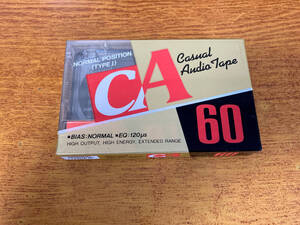 NORMAL POSITION
(TYPE I)
CA
Casual
Audio Tape
60
•BIAS:NORMAL •EQ:120μs
HIGH OUTPUT, HIGH ENERGY, EXTENDED RANGE